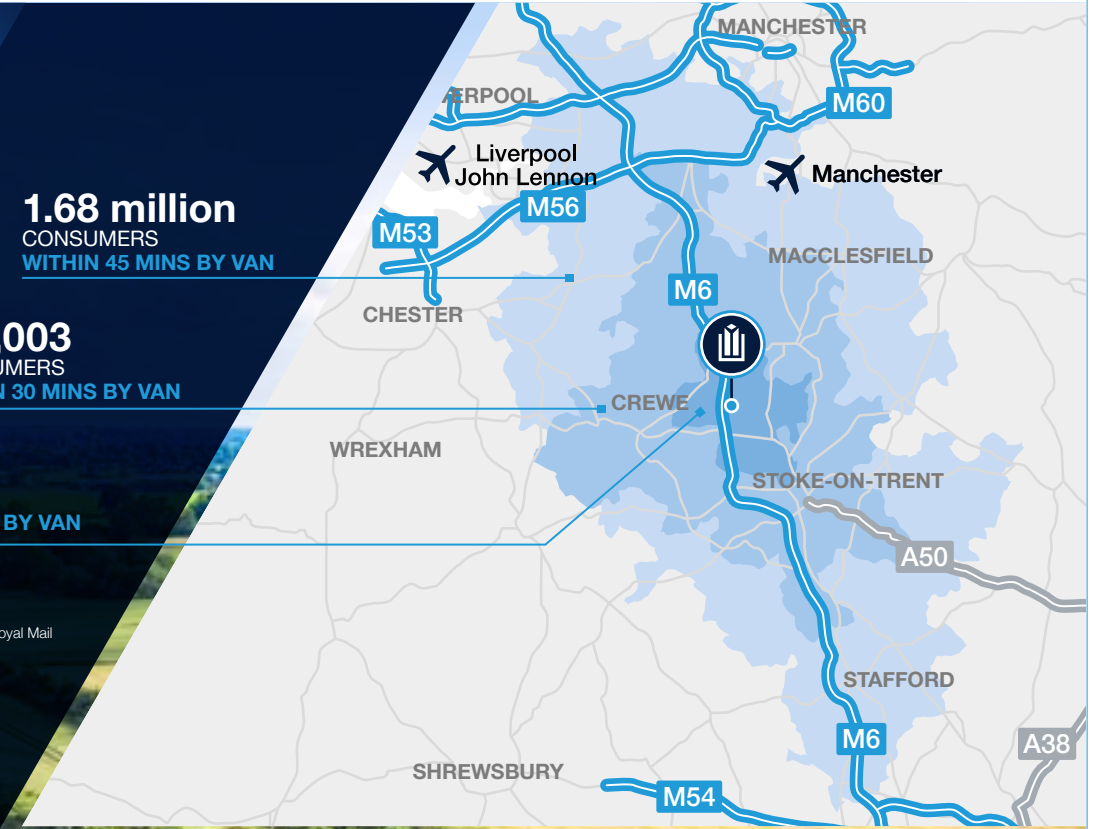 1.68 million
CONSUMERS
WITHIN 45 MINS BY VAN
,003
UMERS
30 MINS BY VAN
BY VAN
oyal Mail
MANCHESTER
ERPOOL
M60
Liverpool
John Lennon
Manchester
M56
M53
MACCLESFIELD
M6
CHESTER
CREWE
WREXHAM
STOKE-ON-TRENT
A50
STAFFORD
M6
A38
SHREWSBURY
M54